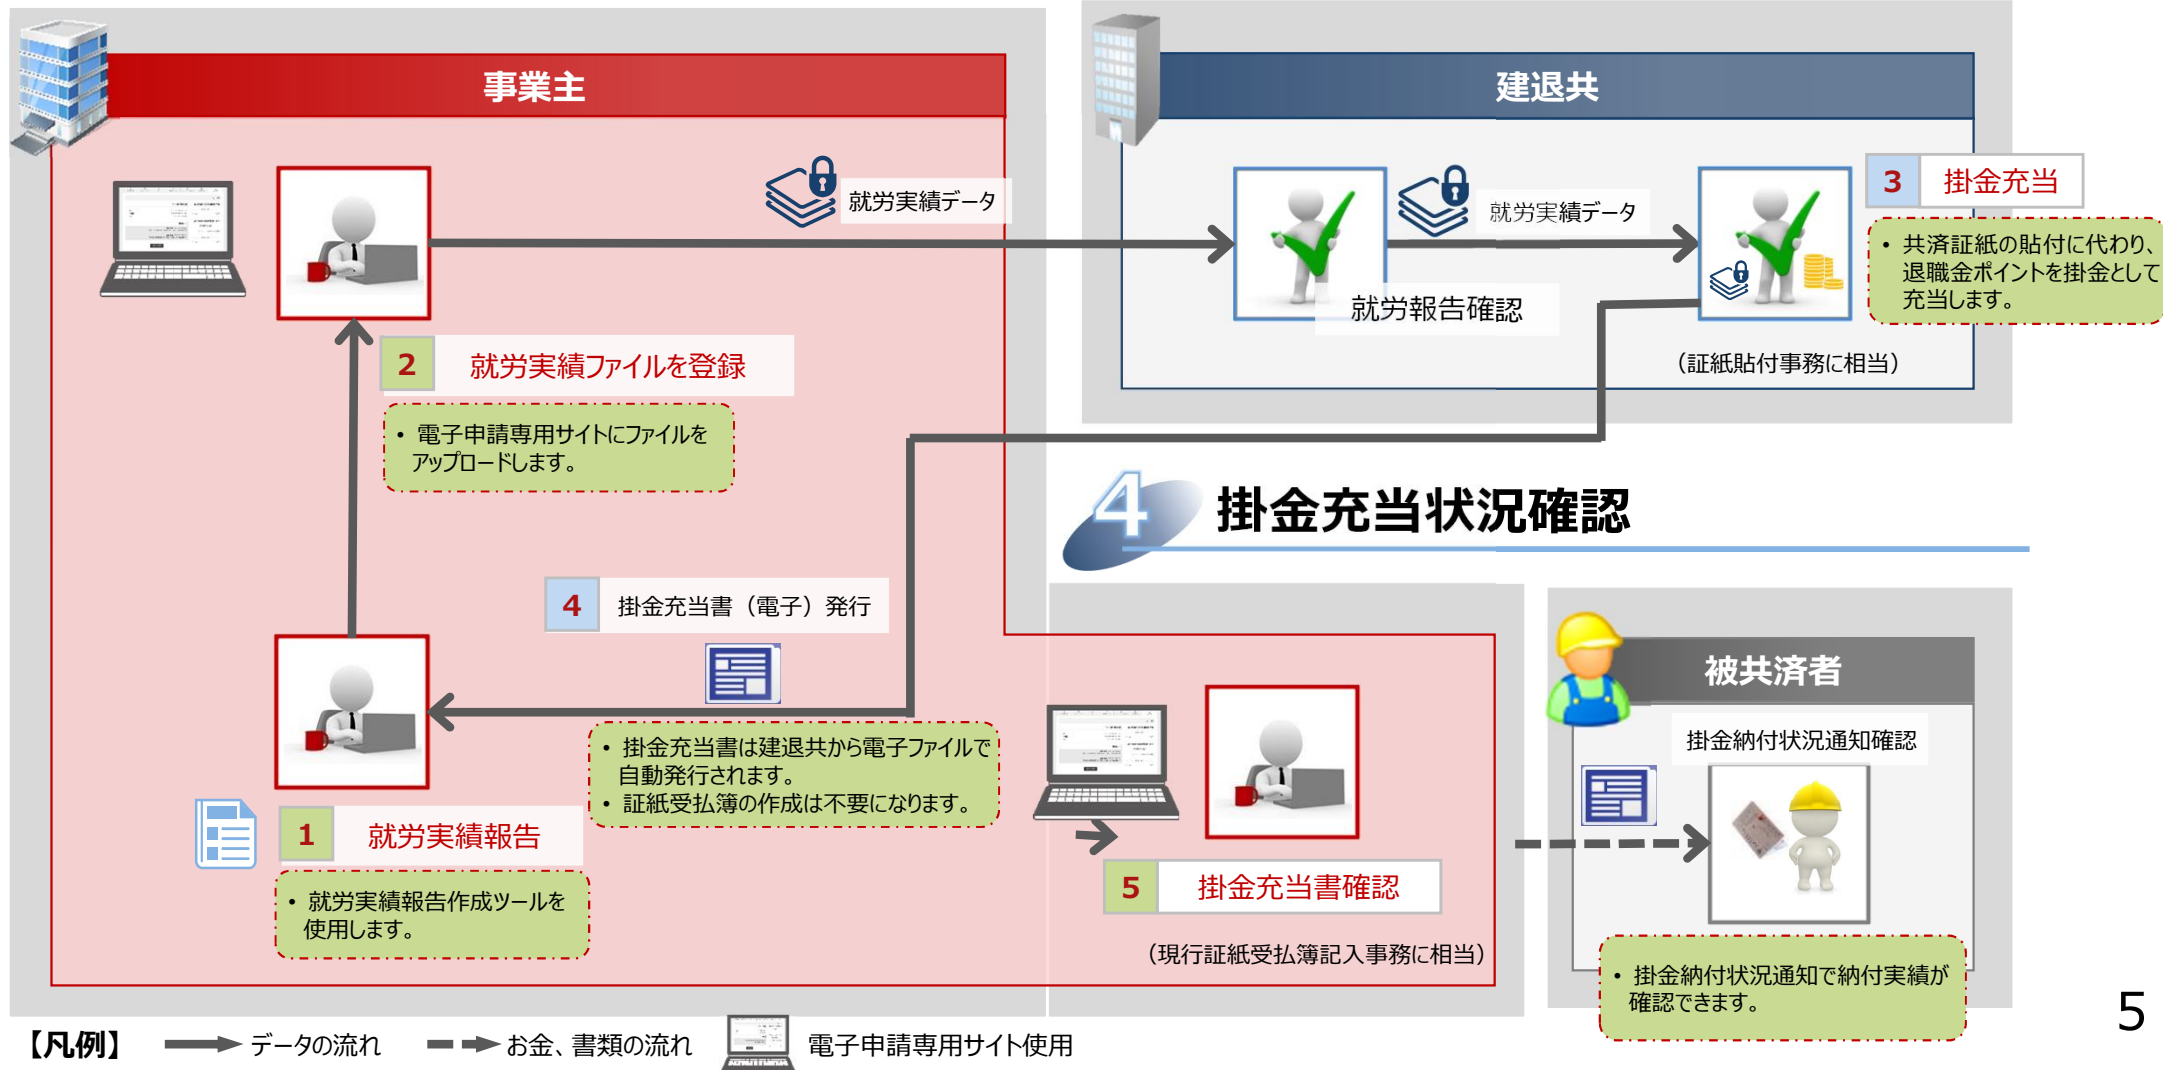 事業主
就労実績データ
2
就労実績ファイルを登録
• 電子申請専用サイトにファイルを
アップロードします。
4
掛金充当書（電子）発行
• 掛金充当書は建退共から電子ファイルで
自動発行されます。
• 証紙受払簿の作成は不要になります。
1
就労実績報告
• 就労実績報告作成ツールを
使用します。
建退共
就労報告確認
就労実績データ
3
掛金充当
• 共済証紙の貼付に代わり、
退職金ポイントを掛金として
充当します。
（証紙貼付事務に相当）
4
掛金充当状況確認
5
掛金充当書確認
（現行証紙受払簿記入事務に相当）
被共済者
掛金納付状況通知確認
• 掛金納付状況通知で納付実績が
確認できます。
【凡例】
データの流れ
お金、書類の流れ
電子申請専用サイト使用
5